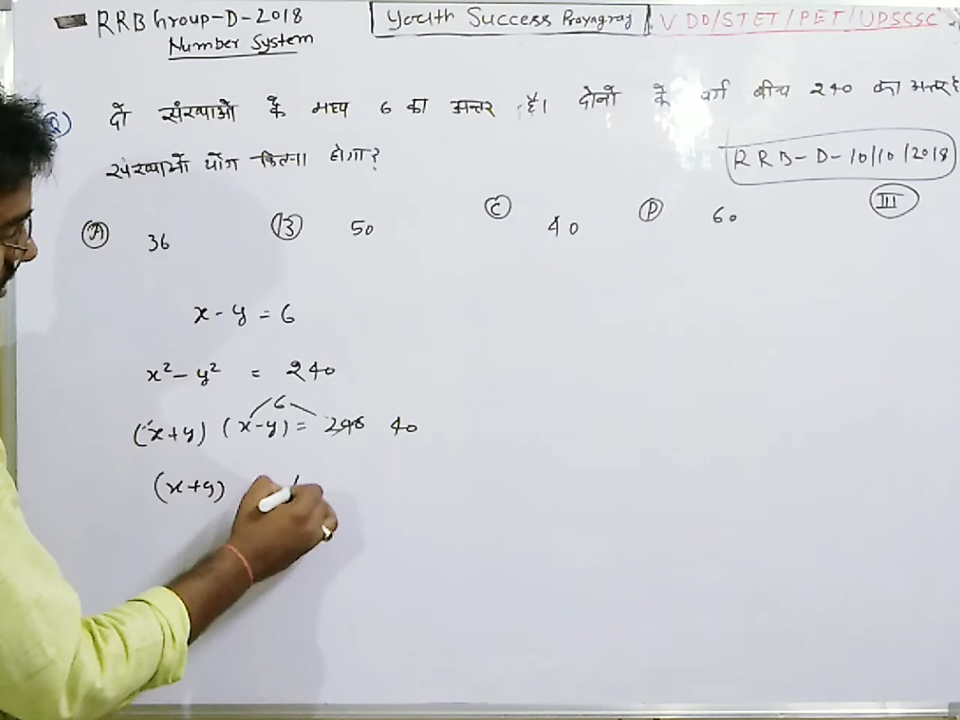 RRB Group-D-2018
Number System
Youth Success Prayagraj
VDO/STET/PET/UPSSSC
Q) दो संख्याओं के मध्य 6 का अन्तर है। दोनों के वर्ग बीच 240 का अन्तर है
संख्याओं योग कितना होगा?
RRB-D-10/10/2018
III
(A) 36 (B) 50 (C) 40 (D) 60
x - y = 6
x² - y² = 240
6
(x+y) (x-y) = 240 40
(x+y)